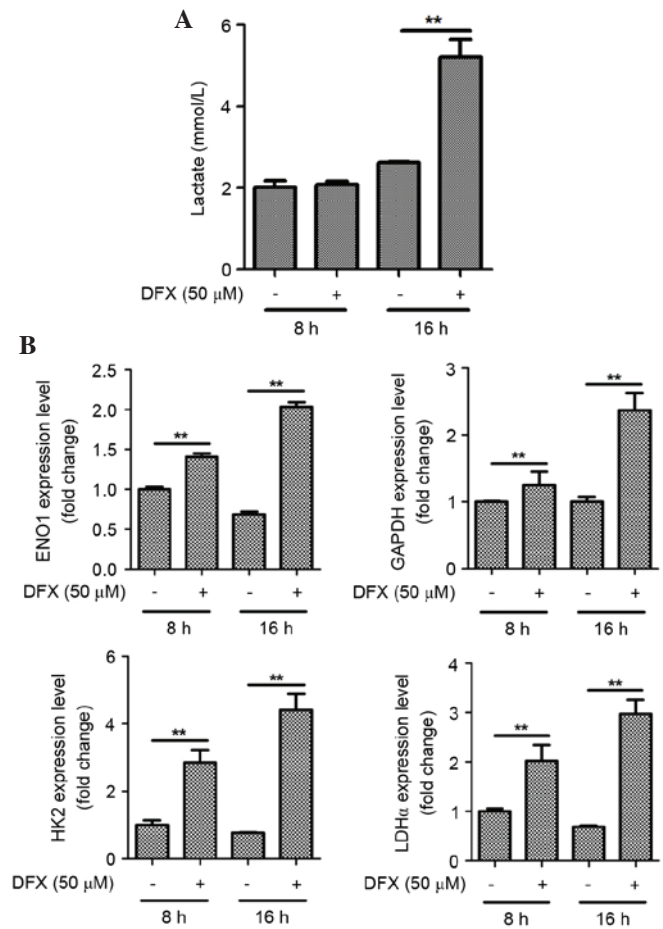 A
Lactate (mmol/L)
6
4
2
0
**
DFX (50 μM)
- + - +
8 h 16 h
B
ENO1 expression level
(fold change)
2.5
2.0
1.5
1.0
0.5
0.0
** **
DFX (50 μM)
- + - +
8 h 16 h
GAPDH expression level
(fold change)
3
2
1
0
** **
DFX (50 μM)
- + - +
8 h 16 h
HK2 expression level
(fold change)
6
4
2
0
** **
DFX (50 μM)
- + - +
8 h 16 h
LDHα expression level
(fold change)
4
3
2
1
0
** **
DFX (50 μM)
- + - +
8 h 16 h